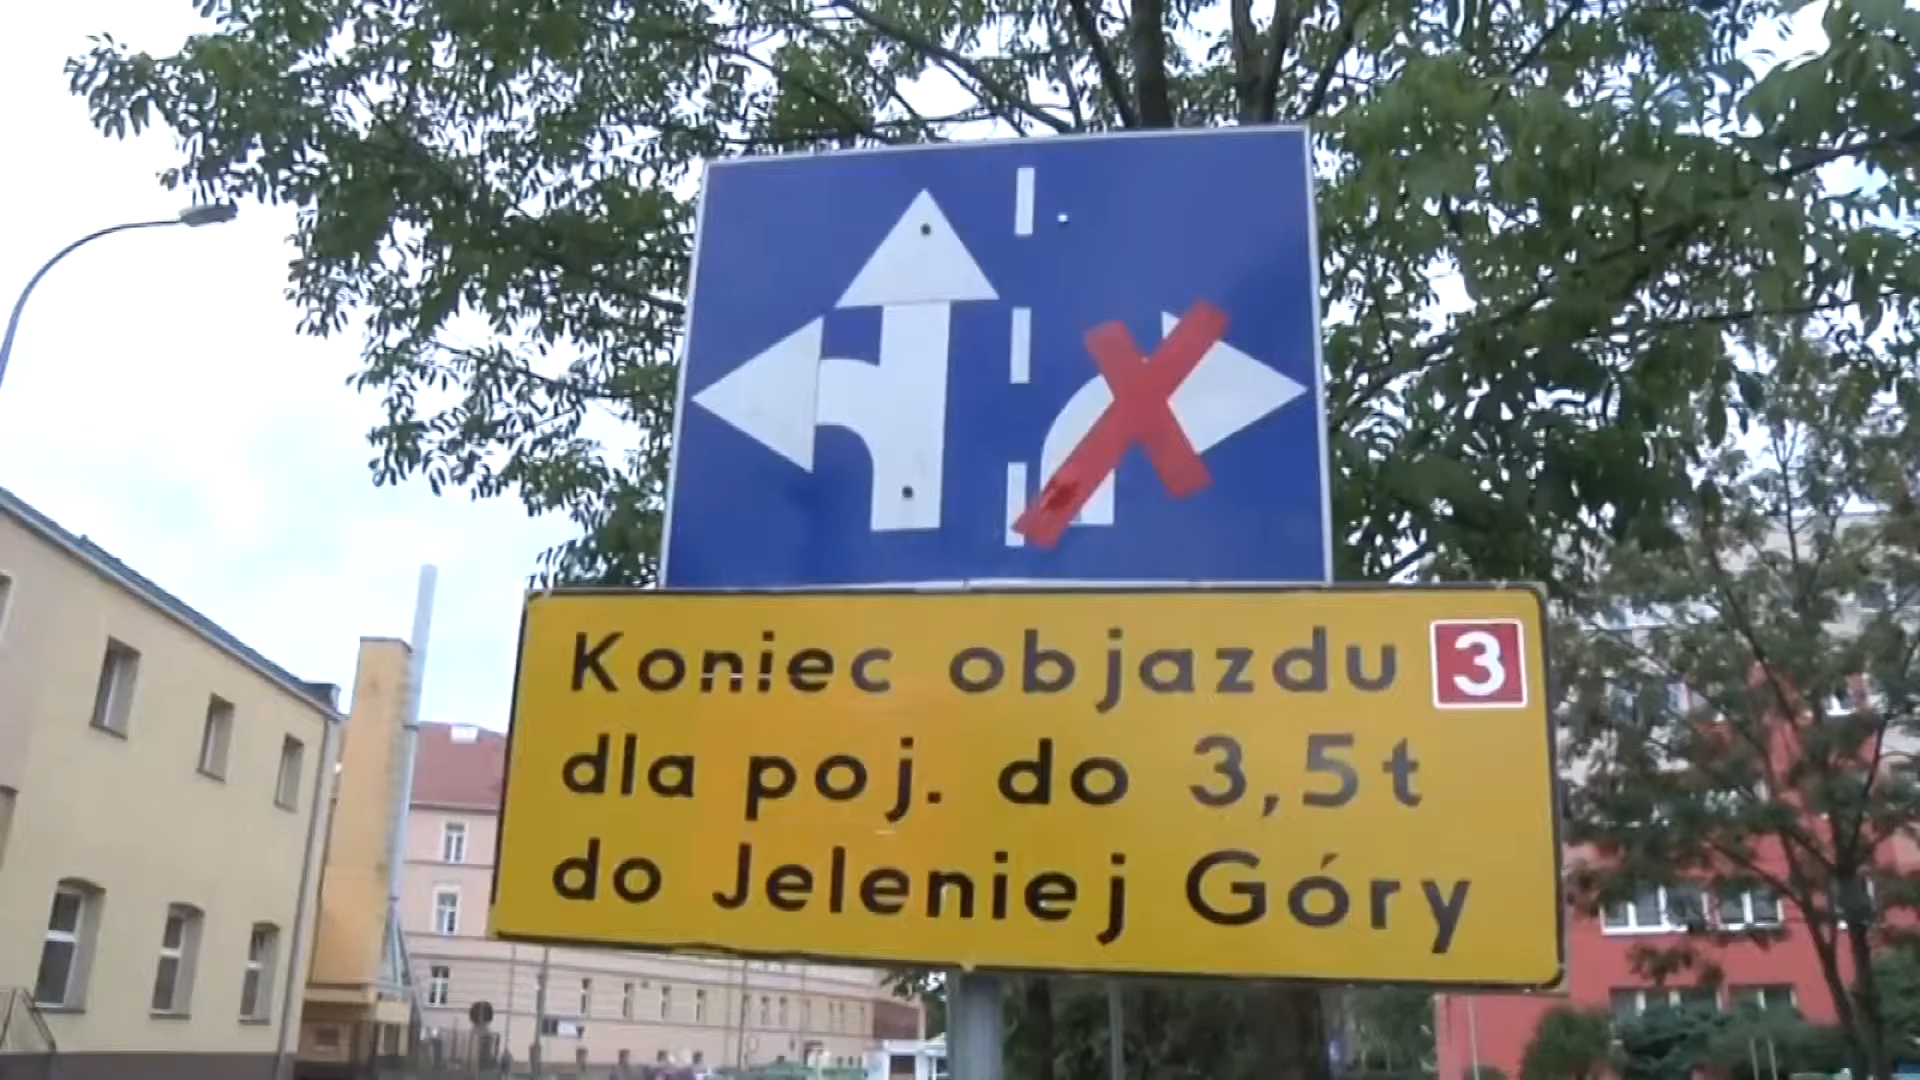 Koniec objazdu 3
dla poj. do 3,5t
do Jeleniej Góry